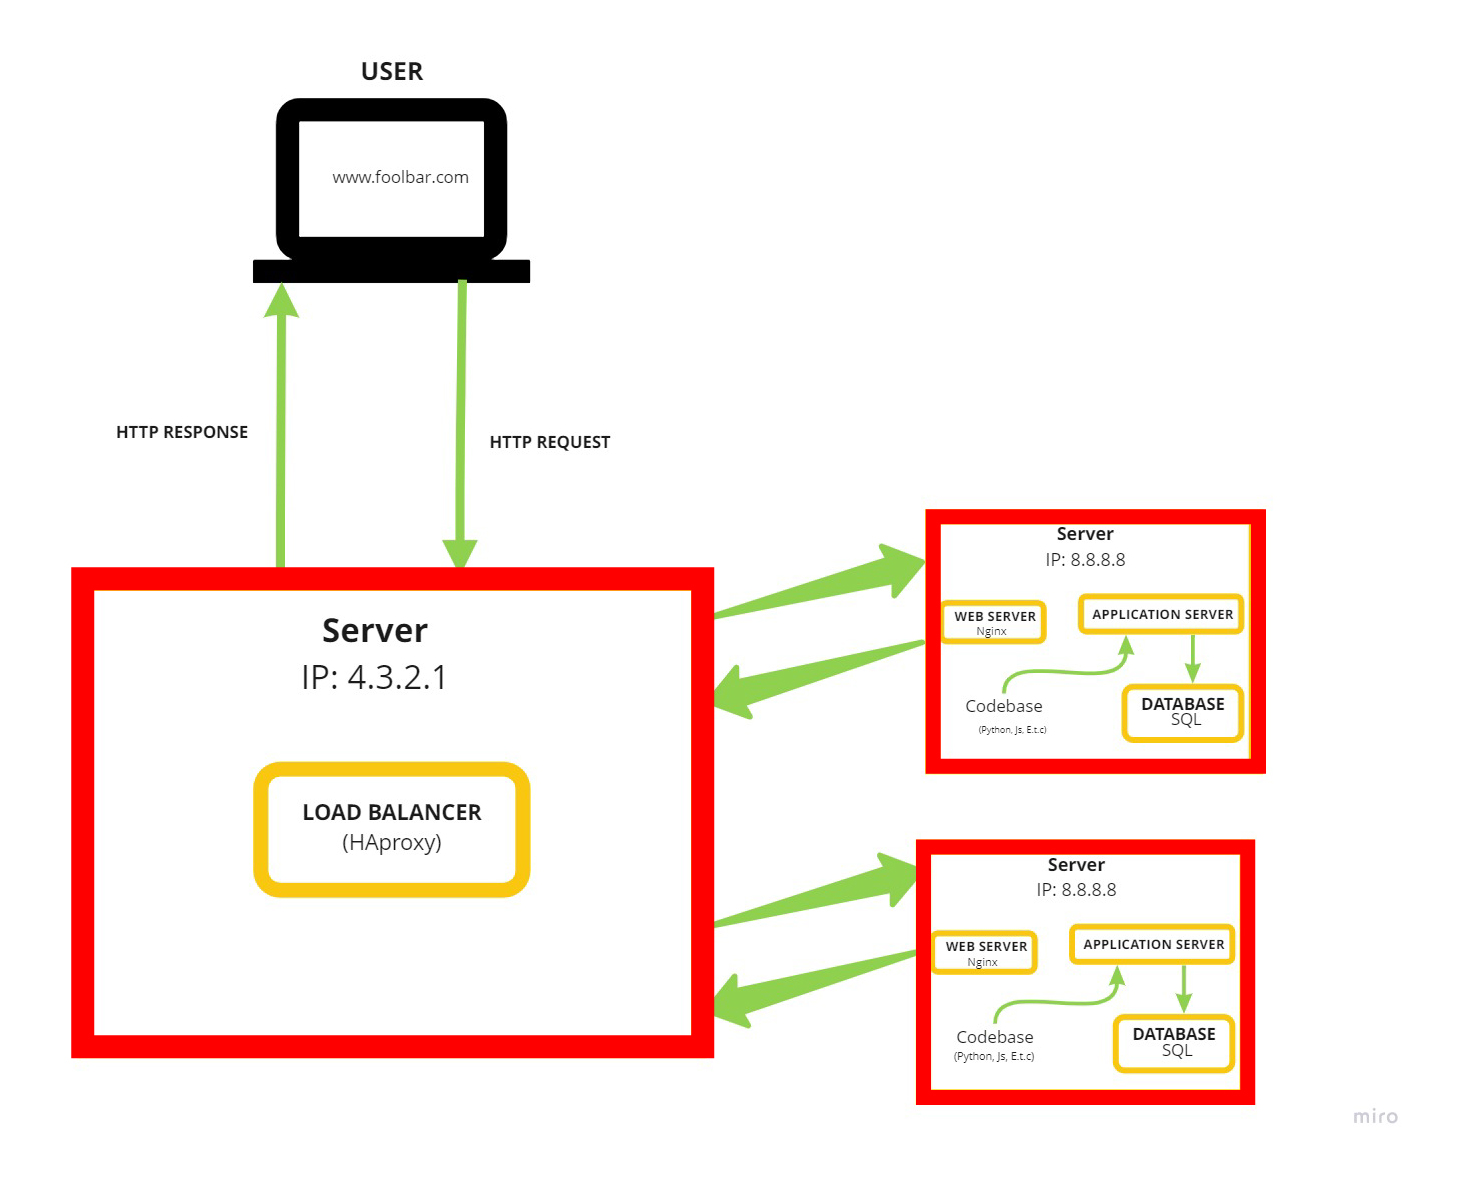 USER
www.foolbar.com
HTTP RESPONSE
HTTP REQUEST
Server
IP: 4.3.2.1
LOAD BALANCER
(HAproxy)
Server
IP: 8.8.8.8
WEB SERVER
Nginx
APPLICATION SERVER
Codebase
(Python, Js, E.t.c)
DATABASE
SQL
Server
IP: 8.8.8.8
WEB SERVER
Nginx
APPLICATION SERVER
Codebase
(Python, Js, E.t.c)
DATABASE
SQL
miro